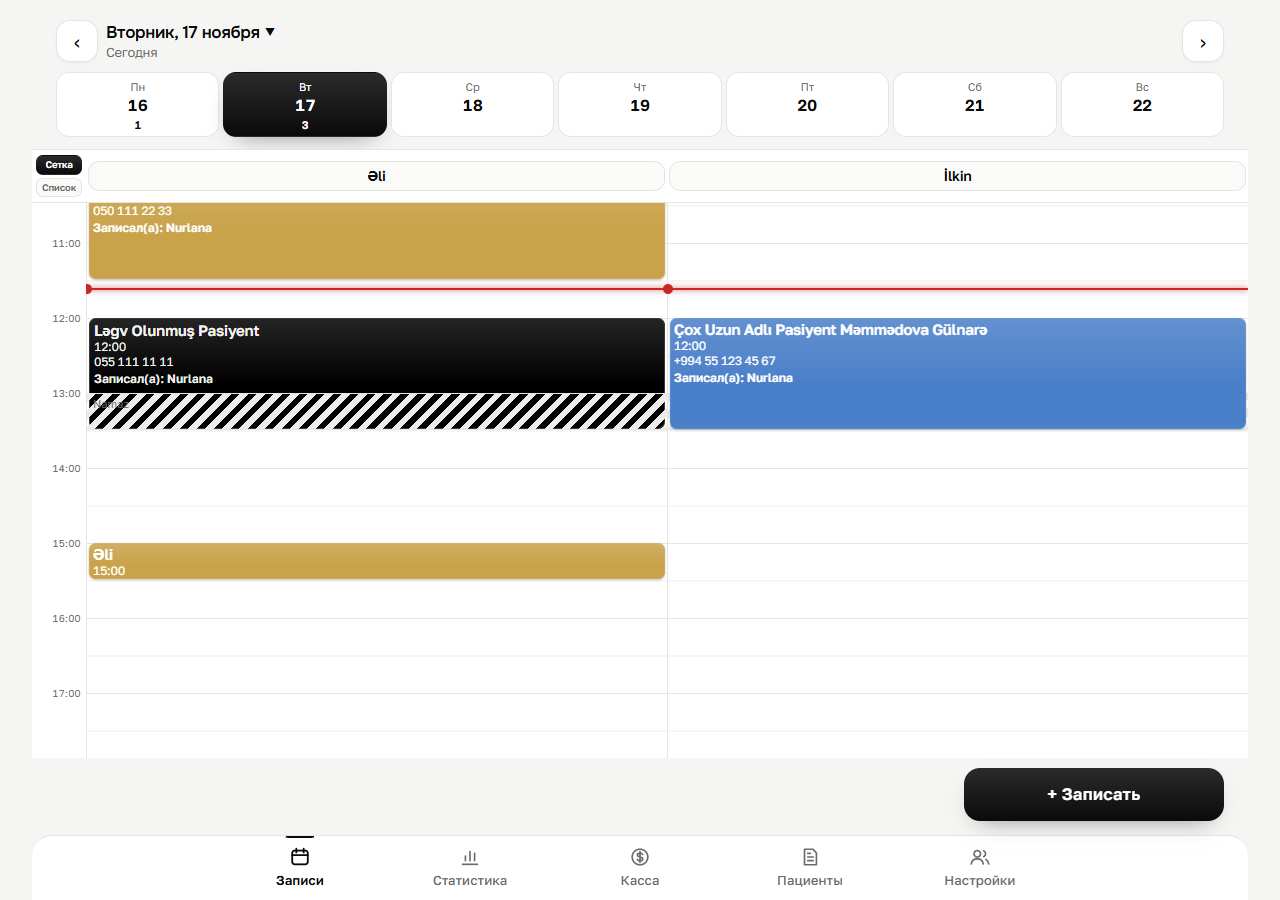 ‹
Вторник, 17 ноября ▼
Сегодня
›
Пн
16
1
Вт
17
3
Ср
18
Чт
19
Пт
20
Сб
21
Вс
22
Сетка
Список
Əli
İlkin
050 111 22 33
Записал(а): Nurlana
11:00
12:00
Ləğv Olunmuş Pasiyent
12:00
055 111 11 11
Записал(а): Nurlana
Çox Uzun Adlı Pasiyent Məmmədova Gülnarə
12:00
+994 55 123 45 67
Записал(а): Nurlana
13:00
Namaz
14:00
15:00
Əli
15:00
16:00
17:00
+ Записать
Записи
Статистика
Касса
Пациенты
Настройки